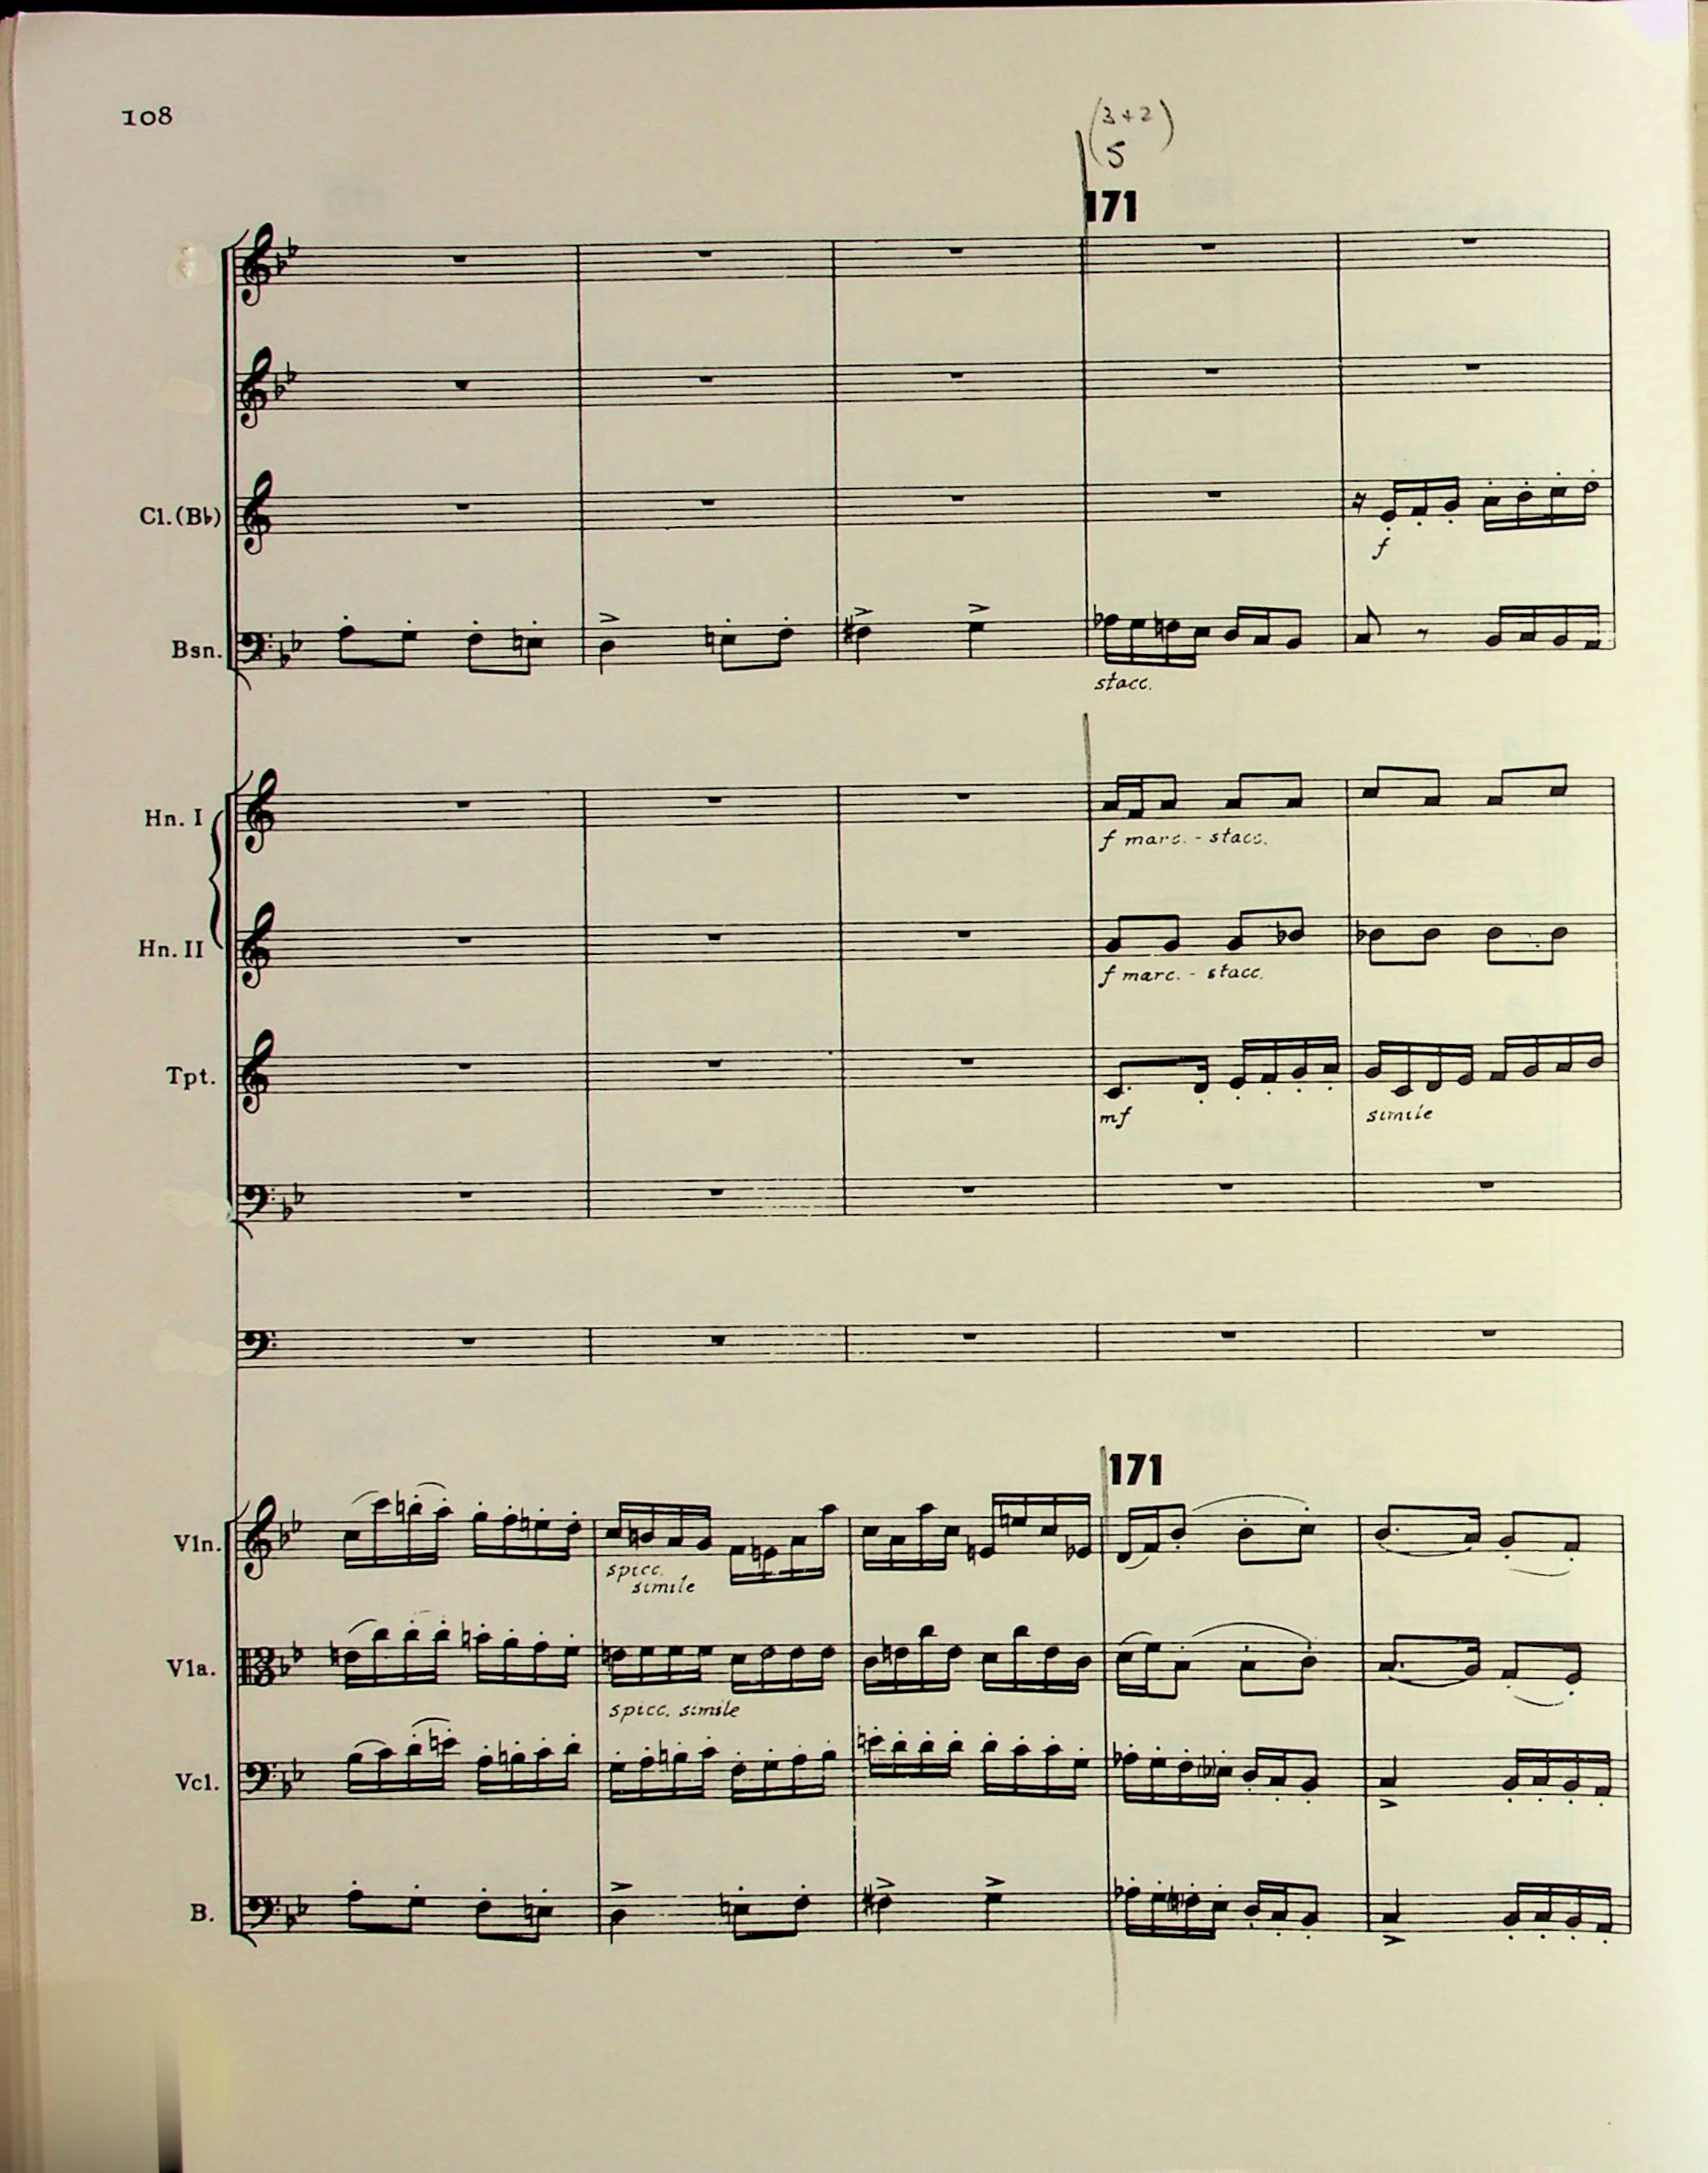 108
(3+2)
5
171
Cl.(B♭)
f
Bsn.
stacc.
Hn. I
f marc. - stacc.
Hn. II
f marc. - stacc.
Tpt.
mf
simile
171
Vln.
spicc.
simile
Vla.
spicc. simile
Vcl.
B.